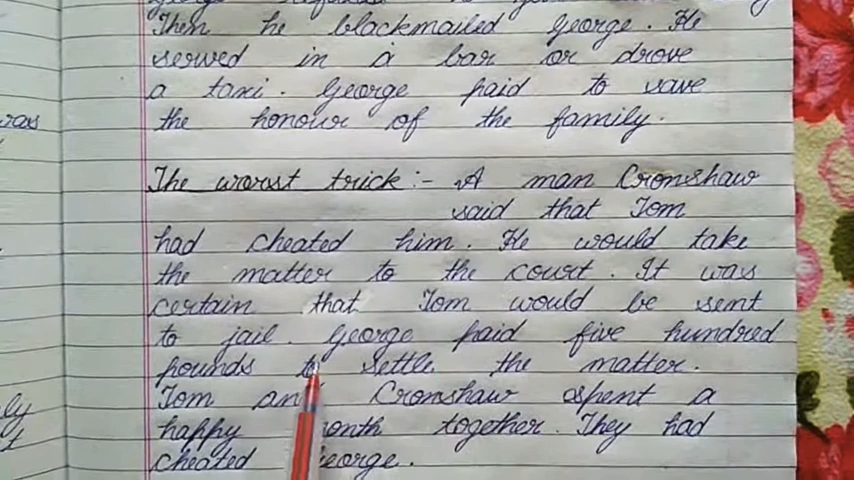 Then he blackmailed George. He
served in a bar or drove
a taxi. George paid to save
the honour of the family.
The worst trick :- A man Cronshaw
said that Tom
had cheated him. He would take
the matter to the court. It was
certain that Tom would be sent
to jail. George paid five hundred
pounds to settle the matter.
Tom and Cronshaw spent a
happy month together. They had
cheated George.
was
ly